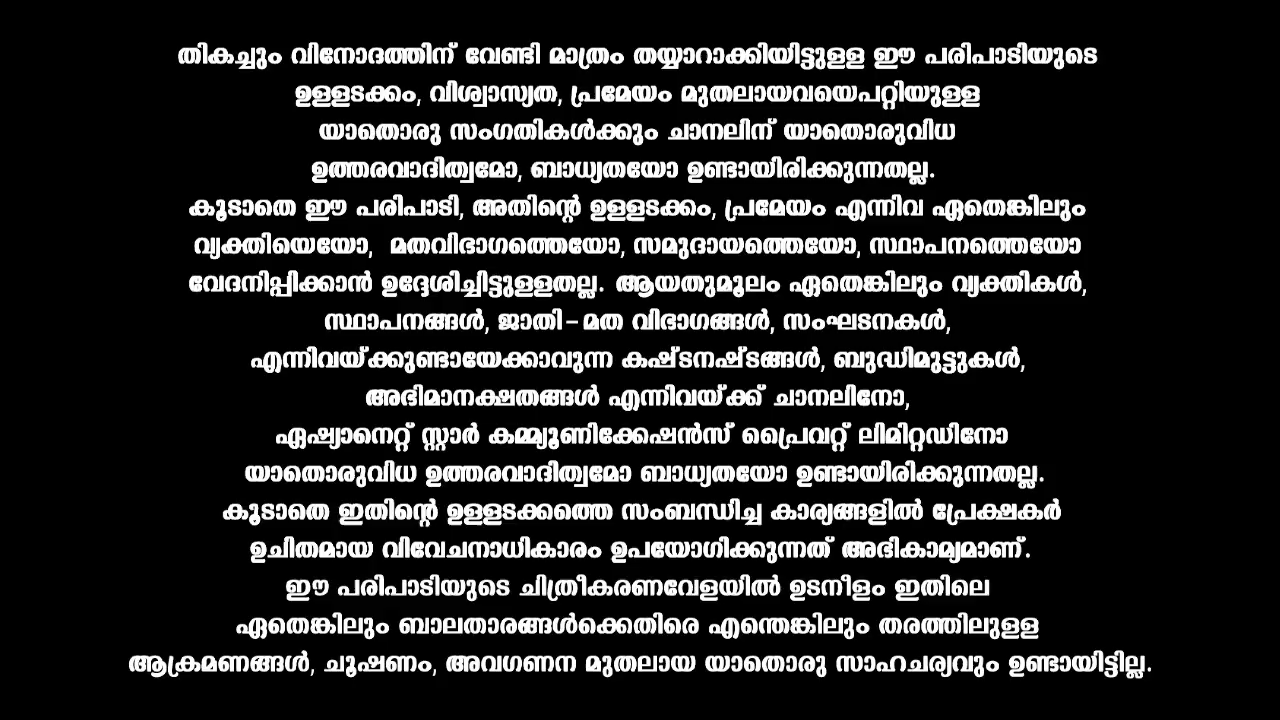 തികച്ചും വിനോദത്തിന് വേണ്ടി മാത്രം തയ്യാറാക്കിയിട്ടുള്ള ഈ പരിപാടിയുടെ
ഉള്ളടക്കം, വിശ്വാസ്യത, പ്രമേയം മുതലായവയെപറ്റിയുള്ള
യാതൊരു സംഗതികൾക്കും ചാനലിന് യാതൊരുവിധ
ഉത്തരവാദിത്വമോ, ബാധ്യതയോ ഉണ്ടായിരിക്കുന്നതല്ല.
കൂടാതെ ഈ പരിപാടി, അതിന്റെ ഉള്ളടക്കം, പ്രമേയം എന്നിവ ഏതെങ്കിലും
വ്യക്തിയെയോ, മതവിഭാഗത്തെയോ, സമുദായത്തെയോ, സ്ഥാപനത്തെയോ
വേദനിപ്പിക്കാൻ ഉദ്ദേശിച്ചിട്ടുള്ളതല്ല. ആയതുമൂലം ഏതെങ്കിലും വ്യക്തികൾ,
സ്ഥാപനങ്ങൾ, ജാതി – മത വിഭാഗങ്ങൾ, സംഘടനകൾ,
എന്നിവയ്ക്കുണ്ടായേക്കാവുന്ന കഷ്ടനഷ്ടങ്ങൾ, ബുദ്ധിമുട്ടുകൾ,
അഭിമാനക്ഷതങ്ങൾ എന്നിവയ്ക്ക് ചാനലിനോ,
ഏഷ്യാനെറ്റ് സ്റ്റാർ കമ്മ്യൂണിക്കേഷൻസ് പ്രൈവറ്റ് ലിമിറ്റഡിനോ
യാതൊരുവിധ ഉത്തരവാദിത്വമോ ബാധ്യതയോ ഉണ്ടായിരിക്കുന്നതല്ല.
കൂടാതെ ഇതിന്റെ ഉള്ളടക്കത്തെ സംബന്ധിച്ച കാര്യങ്ങളിൽ പ്രേക്ഷകർ
ഉചിതമായ വിവേചനാധികാരം ഉപയോഗിക്കുന്നത് അഭികാമ്യമാണ്.
ഈ പരിപാടിയുടെ ചിത്രീകരണവേളയിൽ ഉടനീളം ഇതിലെ
ഏതെങ്കിലും ബാലതാരങ്ങൾക്കെതിരെ എന്തെങ്കിലും തരത്തിലുള്ള
ആക്രമണങ്ങൾ, ചൂഷണം, അവഗണന മുതലായ യാതൊരു സാഹചര്യവും ഉണ്ടായിട്ടില്ല.